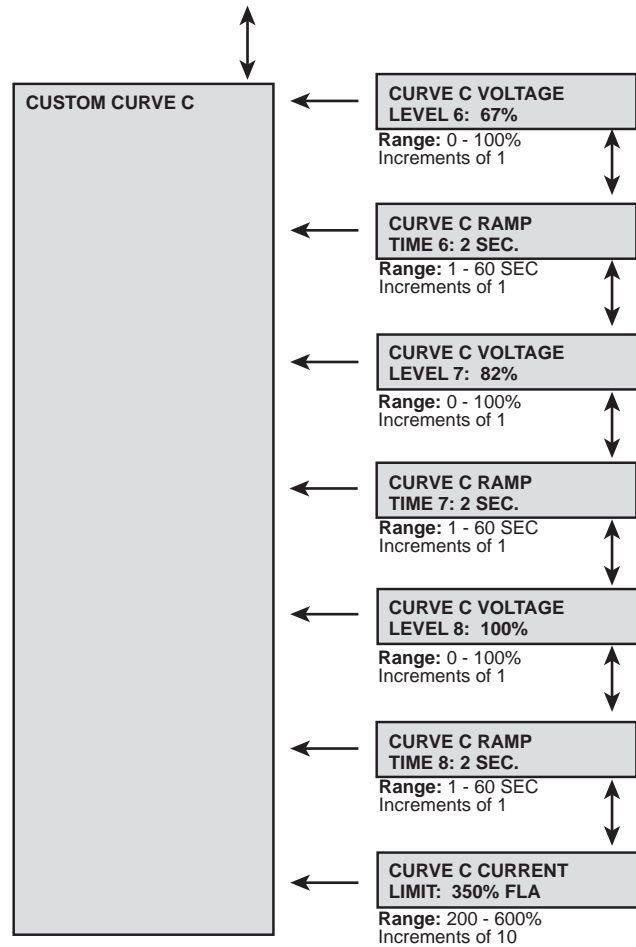 CUSTOM CURVE C
CURVE C VOLTAGE
LEVEL 6: 67%
Range: 0 - 100%
Increments of 1
CURVE C RAMP
TIME 6: 2 SEC.
Range: 1 - 60 SEC
Increments of 1
CURVE C VOLTAGE
LEVEL 7: 82%
Range: 0 - 100%
Increments of 1
CURVE C RAMP
TIME 7: 2 SEC.
Range: 1 - 60 SEC
Increments of 1
CURVE C VOLTAGE
LEVEL 8: 100%
Range: 0 - 100%
Increments of 1
CURVE C RAMP
TIME 8: 2 SEC.
Range: 1 - 60 SEC
Increments of 1
CURVE C CURRENT
LIMIT: 350% FLA
Range: 200 - 600%
Increments of 10